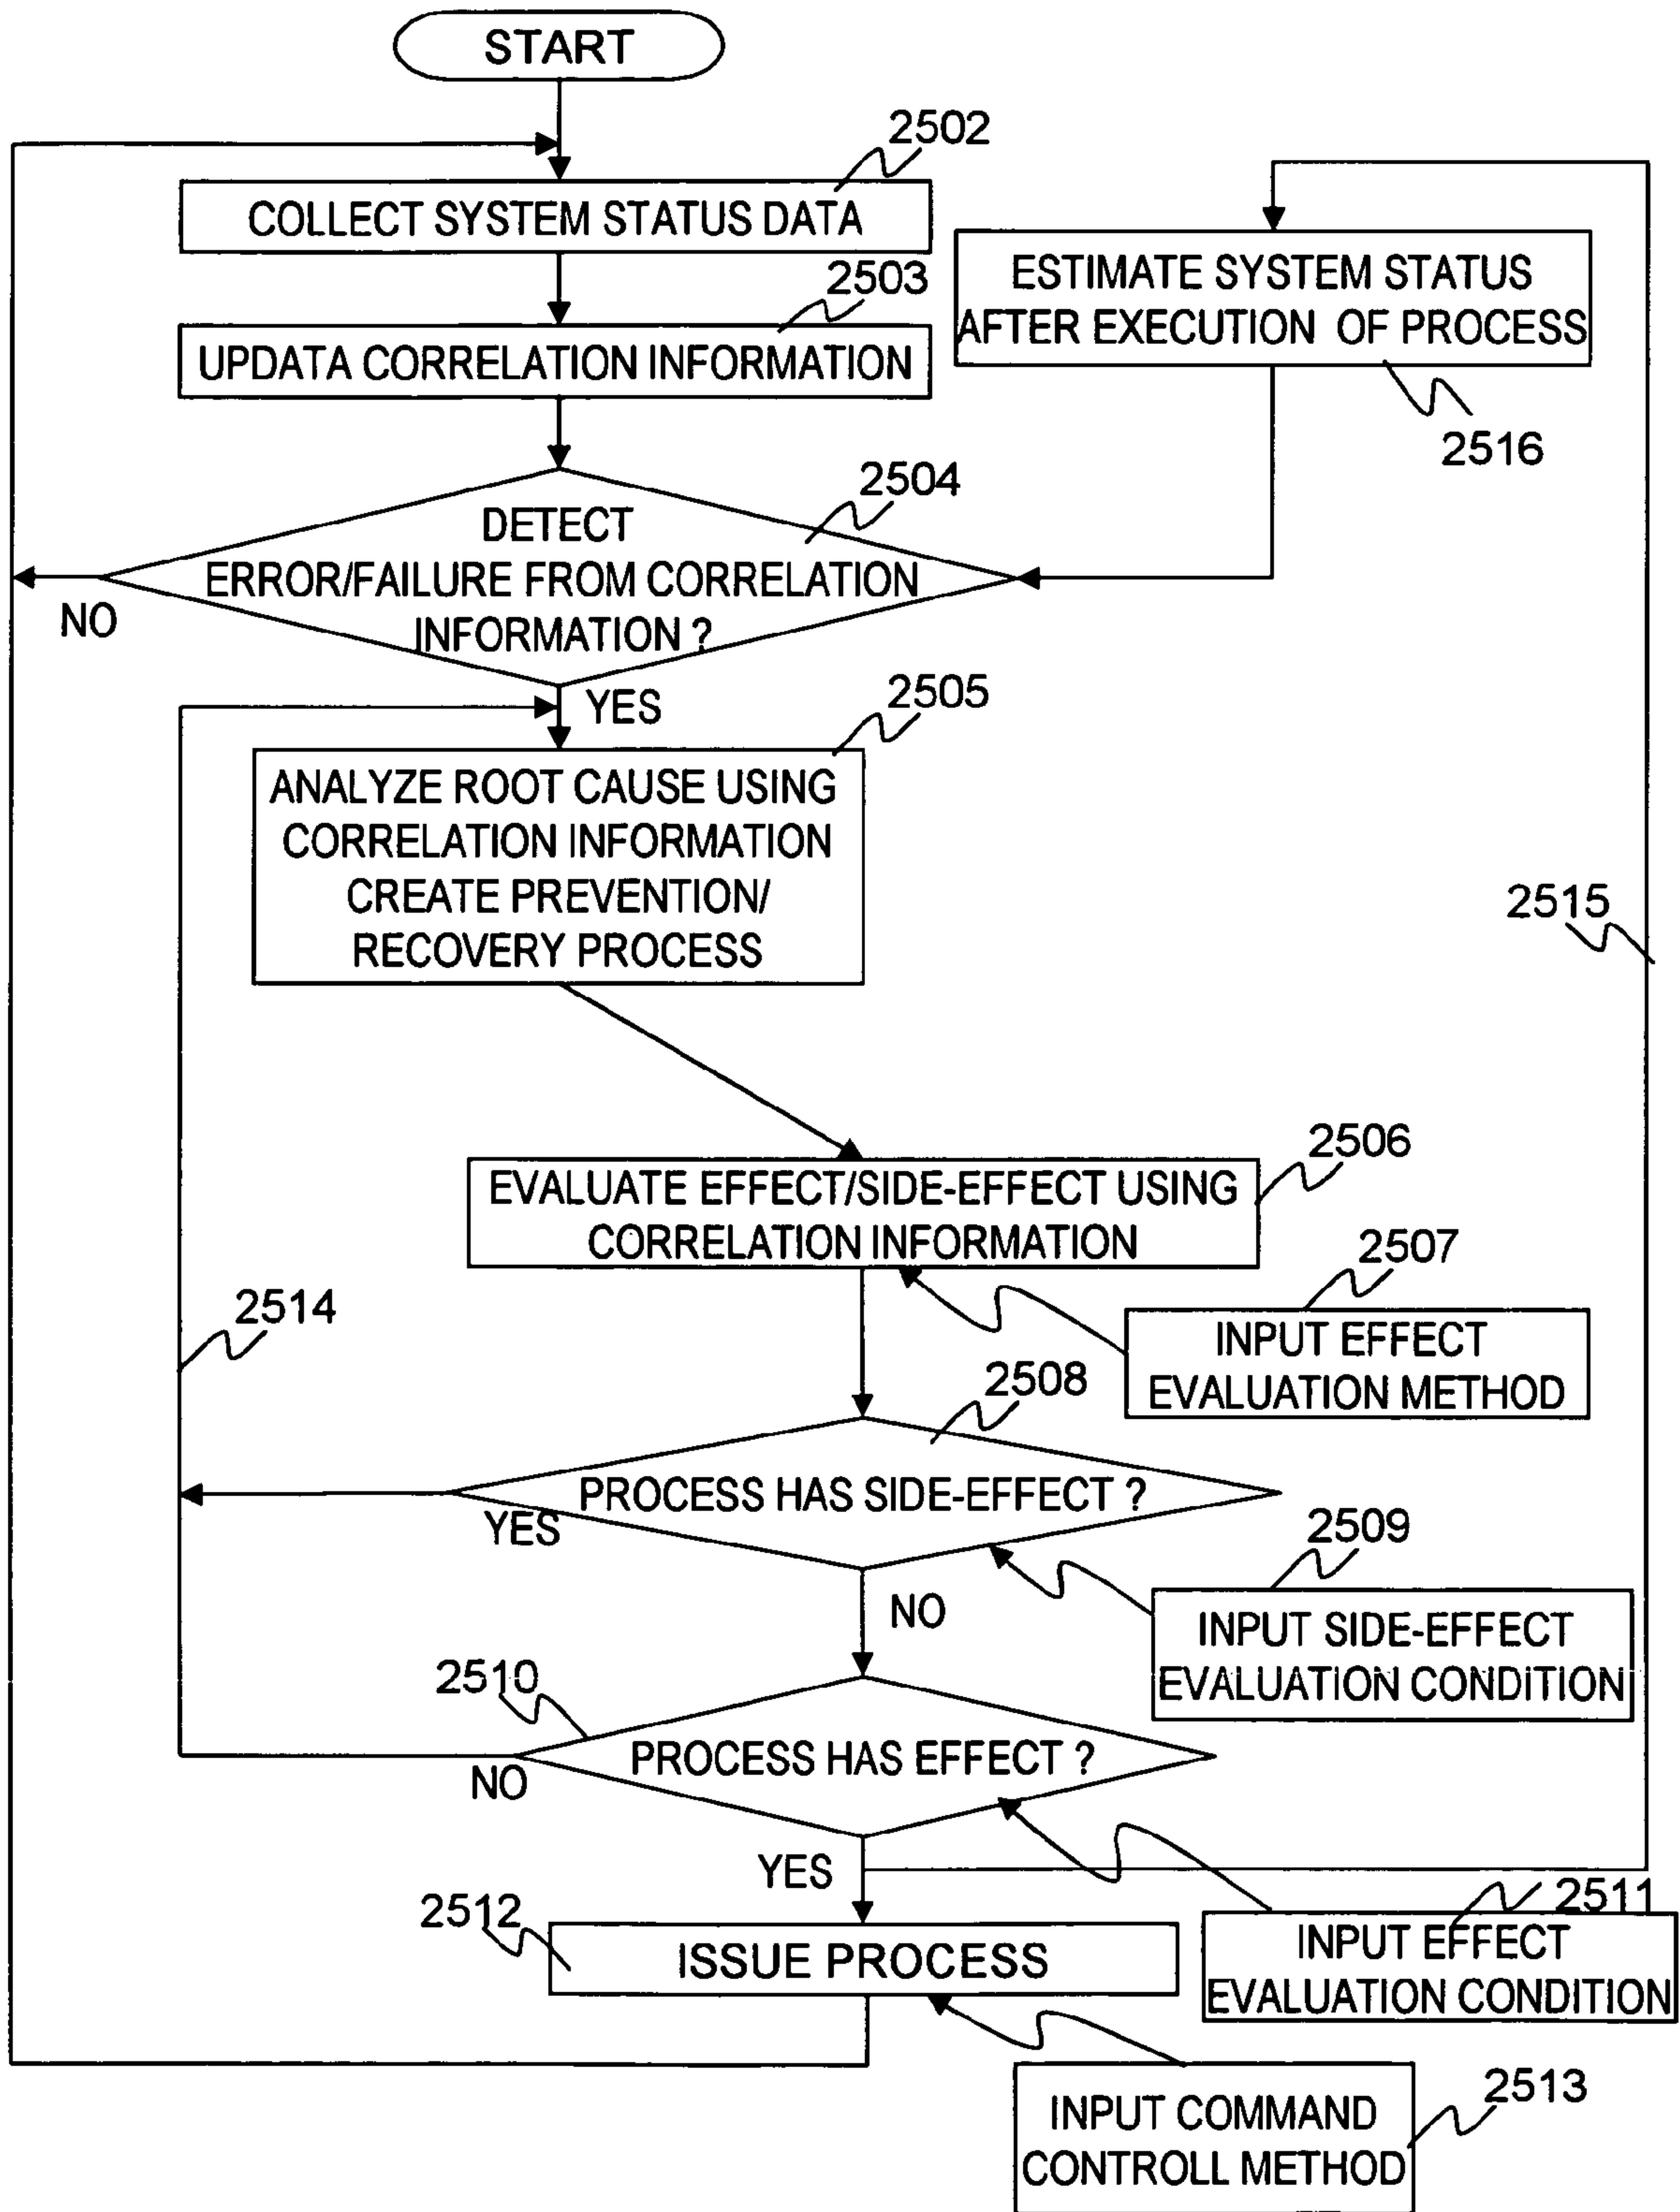 START
2502
COLLECT SYSTEM STATUS DATA
2503
UPDATA CORRELATION INFORMATION
ESTIMATE SYSTEM STATUS
AFTER EXECUTION OF PROCESS
2516
2504
DETECT
ERROR/FAILURE FROM CORRELATION
INFORMATION ?
NO
YES
2505
ANALYZE ROOT CAUSE USING
CORRELATION INFORMATION
CREATE PREVENTION/
RECOVERY PROCESS
2515
2506
EVALUATE EFFECT/SIDE-EFFECT USING
CORRELATION INFORMATION
2507
INPUT EFFECT
EVALUATION METHOD
2514
2508
PROCESS HAS SIDE-EFFECT ?
YES
2509
INPUT SIDE-EFFECT
EVALUATION CONDITION
NO
2510
PROCESS HAS EFFECT ?
NO
YES
2511
INPUT EFFECT
EVALUATION CONDITION
2512
ISSUE PROCESS
2513
INPUT COMMAND
CONTROLL METHOD